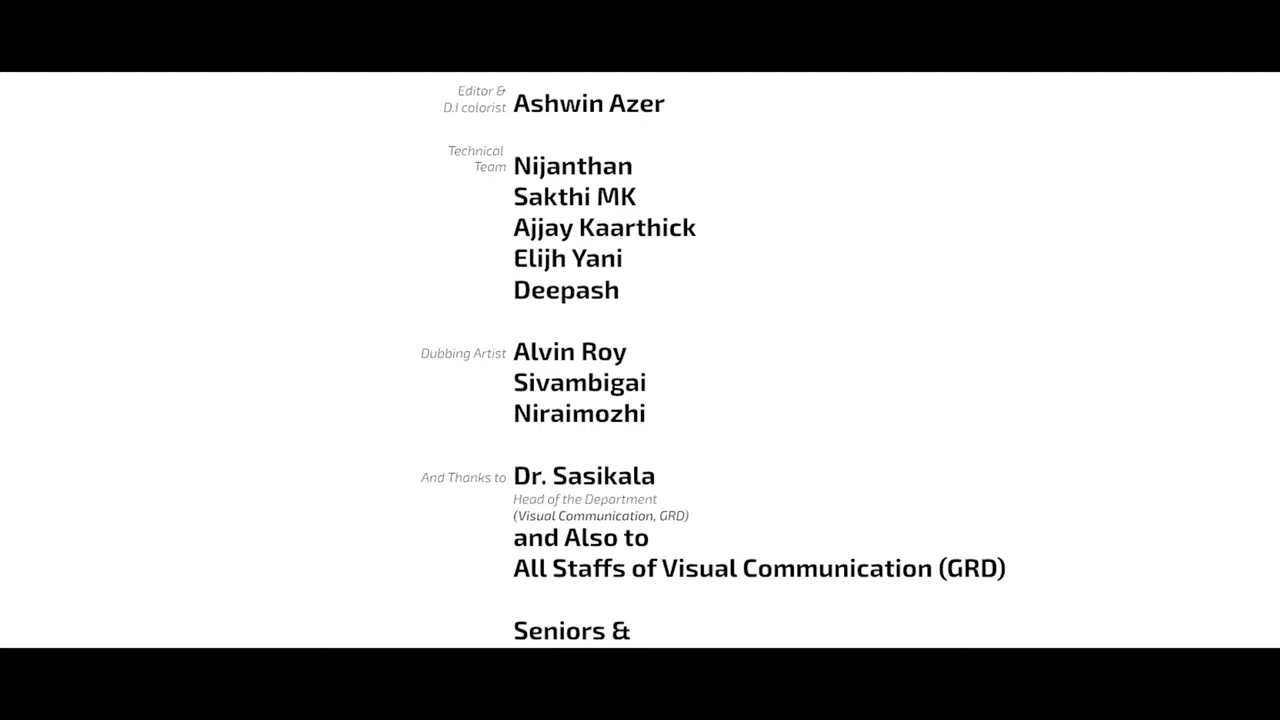 Editor &
D.I colorist Ashwin Azer
Technical
Team Nijanthan
Sakthi MK
Ajjay Kaarthick
Elijh Yani
Deepash
Dubbing Artist Alvin Roy
Sivambigai
Niraimozhi
And Thanks to Dr. Sasikala
Head of the Department
(Visual Communication, GRD)
and Also to
All Staffs of Visual Communication (GRD)
Seniors &